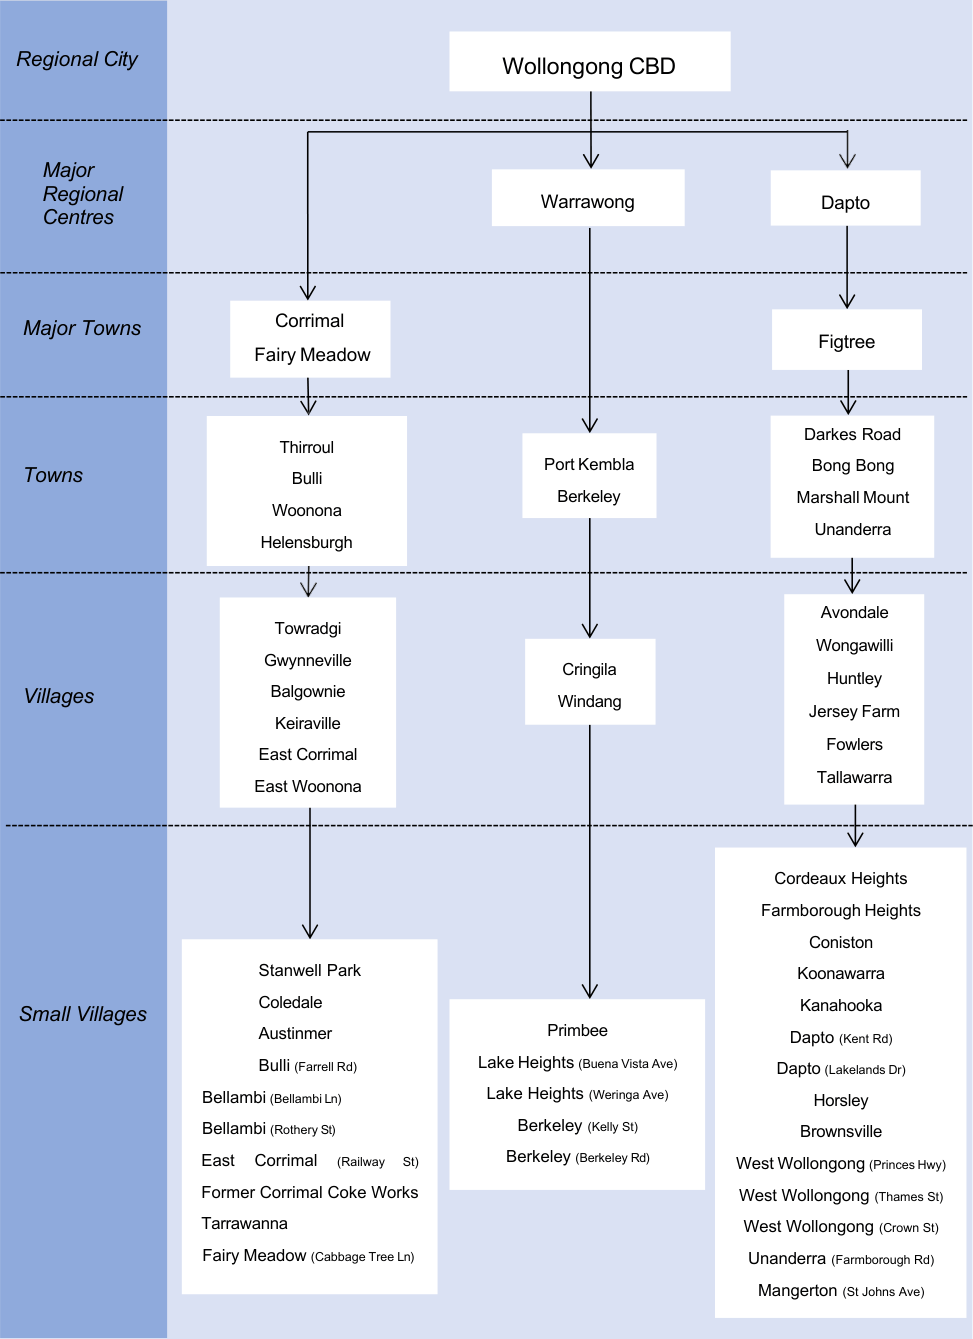 Regional City
Wollongong CBD
Major
Regional
Centres
Warrawong
Dapto
Major Towns
Corrimal
Fairy Meadow
Figtree
Towns
Thirroul
Bulli
Woonona
Helensburgh
Port Kembla
Berkeley
Darkes Road
Bong Bong
Marshall Mount
Unanderra
Villages
Towradgi
Gwynneville
Balgownie
Keiraville
East Corrimal
East Woonona
Cringila
Windang
Avondale
Wongawilli
Huntley
Jersey Farm
Fowlers
Tallawarra
Small Villages
Stanwell Park
Coledale
Austinmer
Bulli (Farrell Rd)
Bellambi (Bellambi Ln)
Bellambi (Rothery St)
East Corrimal (Railway St)
Former Corrimal Coke Works
Tarrawanna
Fairy Meadow (Cabbage Tree Ln)
Primbee
Lake Heights (Buena Vista Ave)
Lake Heights (Weringa Ave)
Berkeley (Kelly St)
Berkeley (Berkeley Rd)
Cordeaux Heights
Farmborough Heights
Coniston
Koonawarra
Kanahooka
Dapto (Kent Rd)
Dapto (Lakelands Dr)
Horsley
Brownsville
West Wollongong (Princes Hwy)
West Wollongong (Thames St)
West Wollongong (Crown St)
Unanderra (Farmborough Rd)
Mangerton (St Johns Ave)